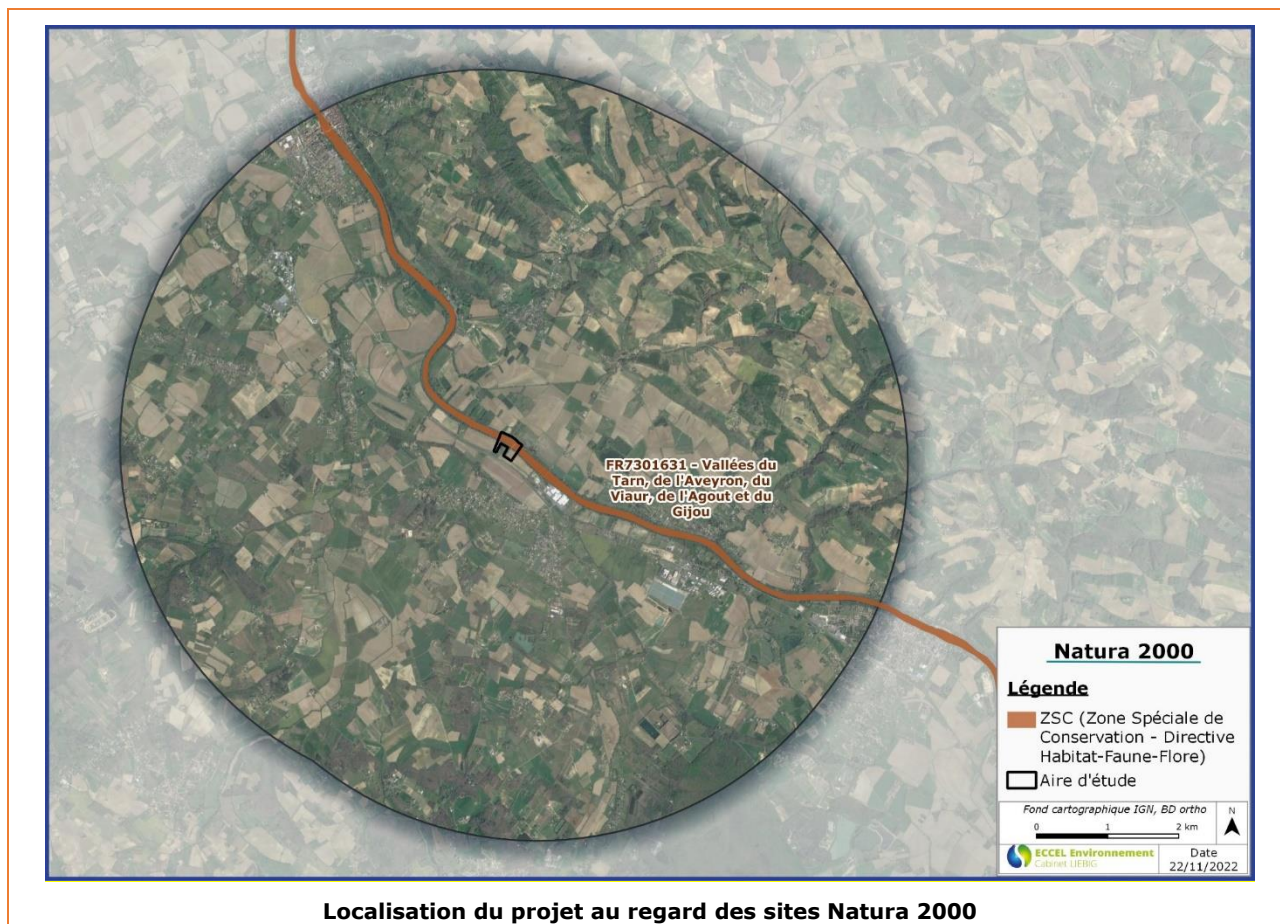 FR7301631 - Vallées du
Tarn, de l'Aveyron, du
Viaur, de l'Agout et du
Gijou
Natura 2000
Légende
ZSC (Zone Spéciale de
Conservation - Directive
Habitat-Faune-Flore)
Aire d'étude
Fond cartographique IGN, BD ortho
0 1 2 km
N
ECCEL Environnement
Cabinet LIEBIG
Date
22/11/2022
Localisation du projet au regard des sites Natura 2000